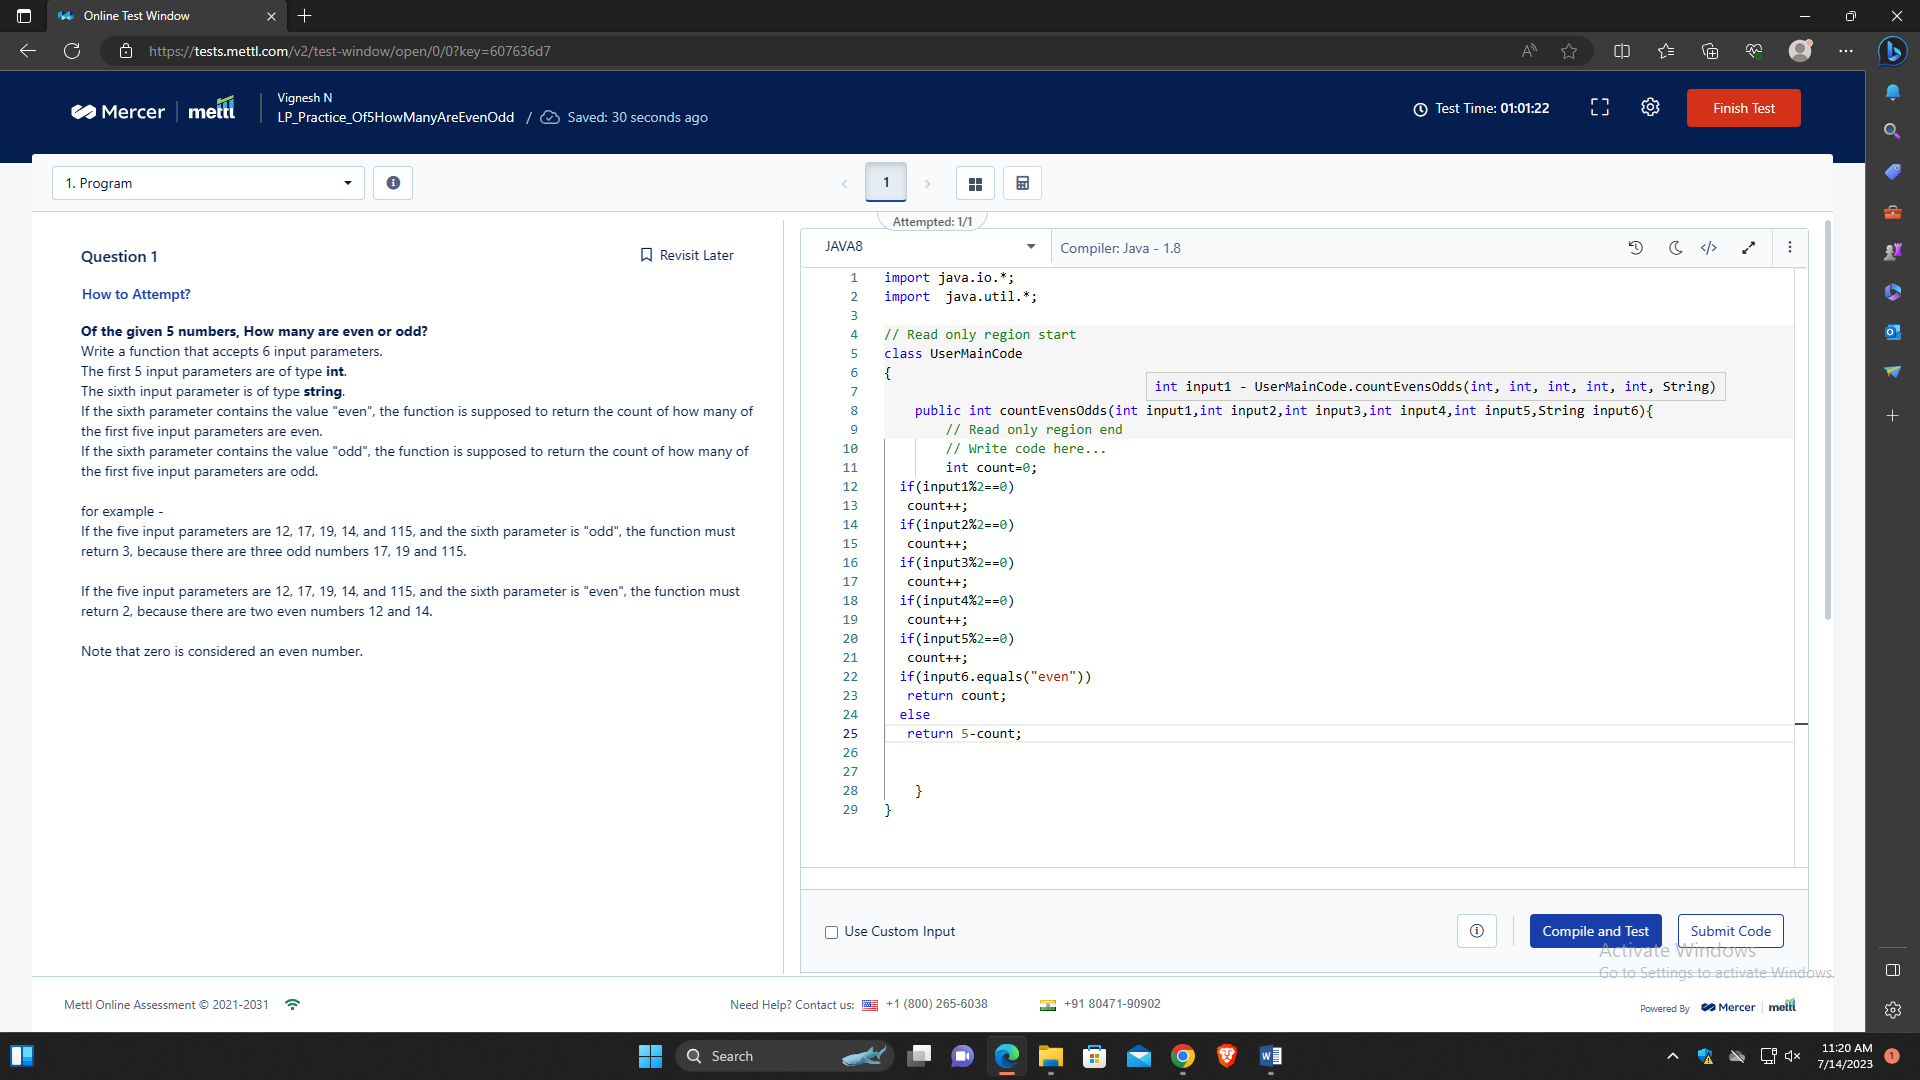 Online Test Window
https://tests.mettl.com/v2/test-window/open/0/0?key=607636d7
Mercer | mettl
Vignesh N
LP_Practice_Of5HowManyAreEvenOdd / Saved: 30 seconds ago
Test Time: 01:01:22
Finish Test
1. Program
1
Attempted: 1/1
Question 1
Revisit Later
How to Attempt?
Of the given 5 numbers, How many are even or odd?
Write a function that accepts 6 input parameters.
The first 5 input parameters are of type int.
The sixth input parameter is of type string.
If the sixth parameter contains the value "even", the function is supposed to return the count of how many of
the first five input parameters are even.
If the sixth parameter contains the value "odd", the function is supposed to return the count of how many of
the first five input parameters are odd.
for example -
If the five input parameters are 12, 17, 19, 14, and 115, and the sixth parameter is "odd", the function must
return 3, because there are three odd numbers 17, 19 and 115.
If the five input parameters are 12, 17, 19, 14, and 115, and the sixth parameter is "even", the function must
return 2, because there are two even numbers 12 and 14.
Note that zero is considered an even number.
JAVA8
Compiler: Java - 1.8
1 import java.io.*;
2 import  java.util.*;
3
4 // Read only region start
5 class UserMainCode
6 {
int input1 - UserMainCode.countEvensOdds(int, int, int, int, int, String)
7
8 public int countEvensOdds(int input1,int input2,int input3,int input4,int input5,String input6){
9 // Read only region end
10 // Write code here...
11 int count=0;
12 if(input1%2==0)
13 count++;
14 if(input2%2==0)
15 count++;
16 if(input3%2==0)
17 count++;
18 if(input4%2==0)
19 count++;
20 if(input5%2==0)
21 count++;
22 if(input6.equals("even"))
23 return count;
24 else
25 return 5-count;
26
27
28 }
29 }
Use Custom Input
Compile and Test
Submit Code
Activate Windows
Go to Settings to activate Windows.
Mettl Online Assessment © 2021-2031
Need Help? Contact us: +1 (800) 265-6038
+91 80471-90902
Powered By Mercer | mettl
Search
11:20 AM
7/14/2023
1